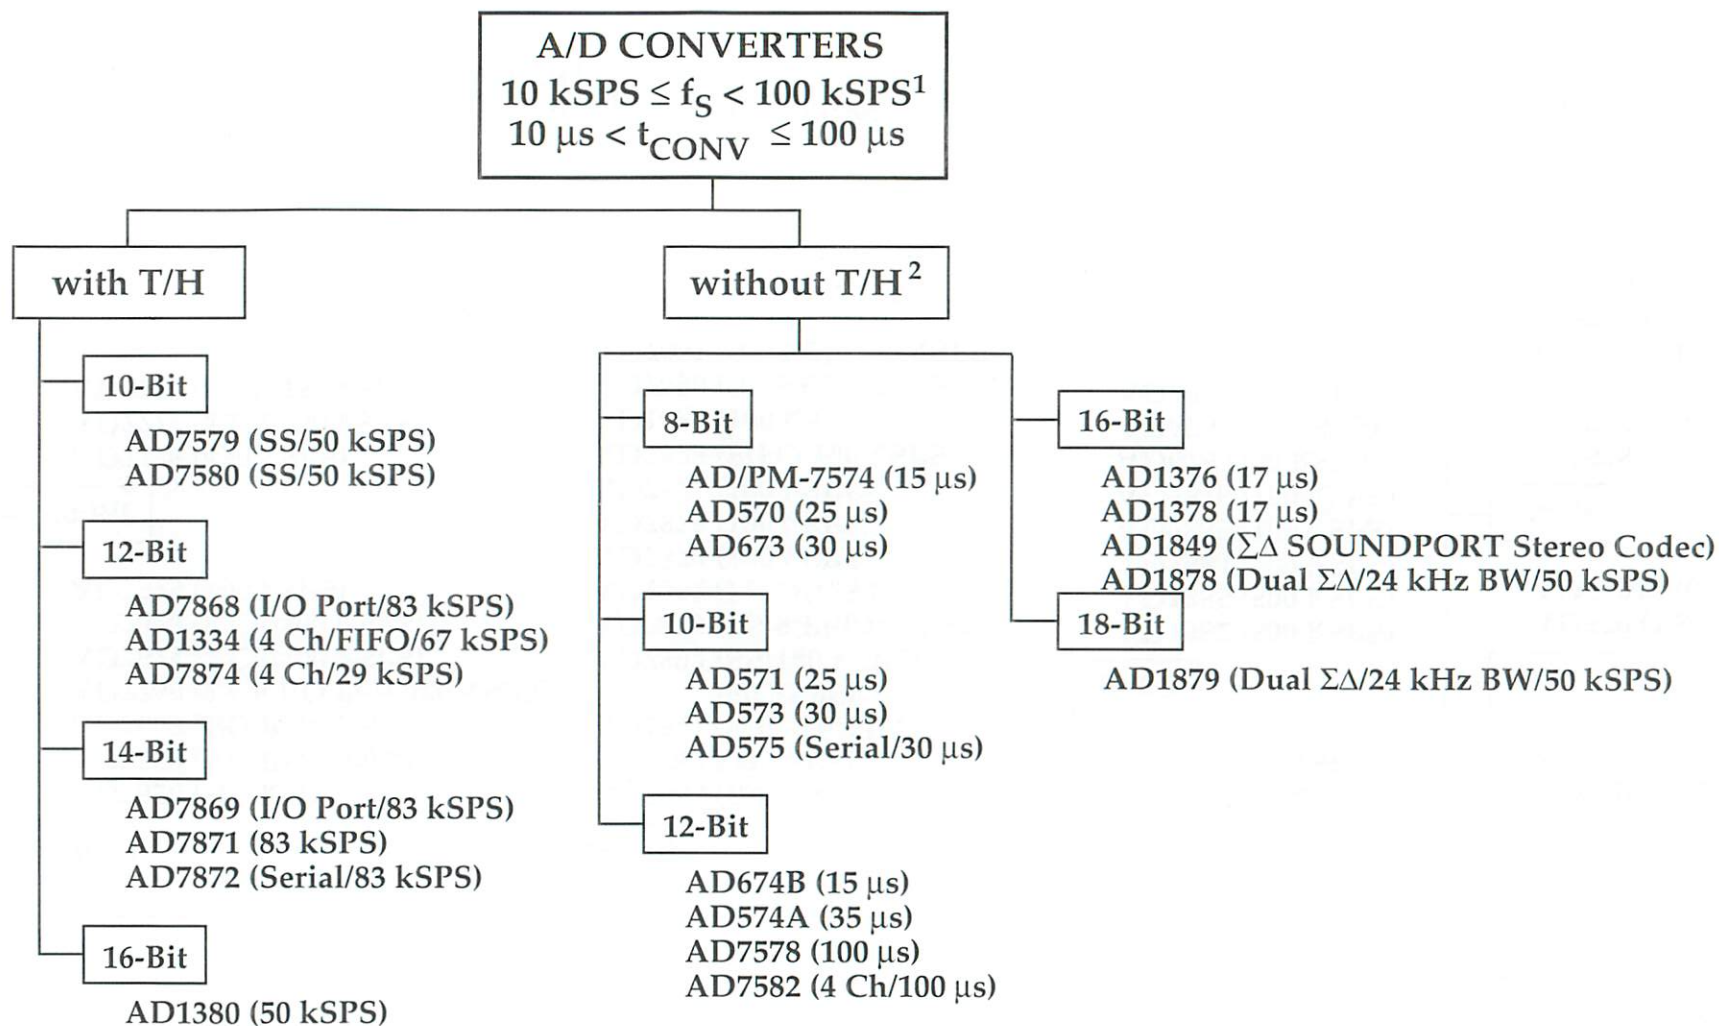 A/D CONVERTERS
10 kSPS ≤ fS < 100 kSPS¹
10 µs < tCONV ≤ 100 µs
with T/H
10-Bit
AD7579 (SS/50 kSPS)
AD7580 (SS/50 kSPS)
12-Bit
AD7868 (I/O Port/83 kSPS)
AD1334 (4 Ch/FIFO/67 kSPS)
AD7874 (4 Ch/29 kSPS)
14-Bit
AD7869 (I/O Port/83 kSPS)
AD7871 (83 kSPS)
AD7872 (Serial/83 kSPS)
16-Bit
AD1380 (50 kSPS)
without T/H²
8-Bit
AD/PM-7574 (15 µs)
AD570 (25 µs)
AD673 (30 µs)
10-Bit
AD571 (25 µs)
AD573 (30 µs)
AD575 (Serial/30 µs)
12-Bit
AD674B (15 µs)
AD574A (35 µs)
AD7578 (100 µs)
AD7582 (4 Ch/100 µs)
16-Bit
AD1376 (17 µs)
AD1378 (17 µs)
AD1849 (ΣΔ SOUNDPORT Stereo Codec)
AD1878 (Dual ΣΔ/24 kHz BW/50 kSPS)
18-Bit
AD1879 (Dual ΣΔ/24 kHz BW/50 kSPS)